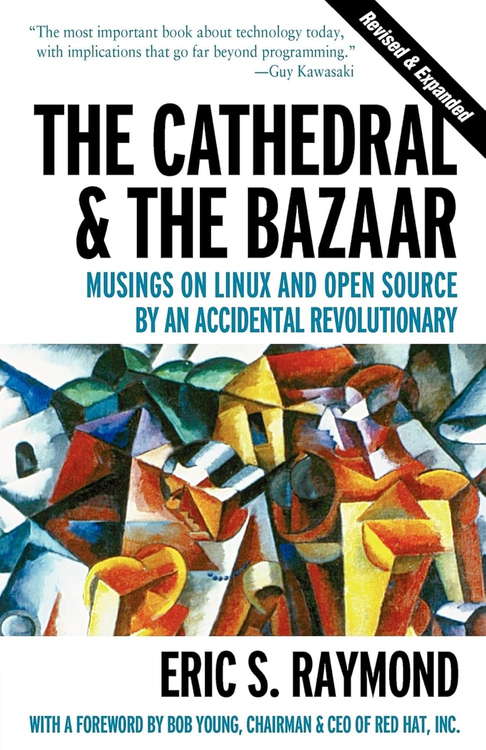 “The most important book about technology today,
with implications that go far beyond programming.”
—Guy Kawasaki
Revised & Expanded
THE CATHEDRAL
& THE BAZAAR
MUSINGS ON LINUX AND OPEN SOURCE
BY AN ACCIDENTAL REVOLUTIONARY
ERIC S. RAYMOND
WITH A FOREWORD BY BOB YOUNG, CHAIRMAN & CEO OF RED HAT, INC.